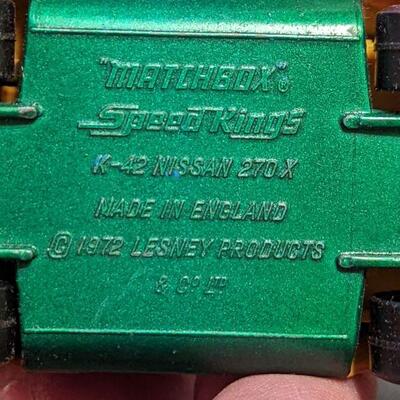 "MATCHBOX"®
Speed Kings
K-42 NISSAN 270·X
MADE IN ENGLAND
© 1972 LESNEY PRODUCTS
& CO LTD